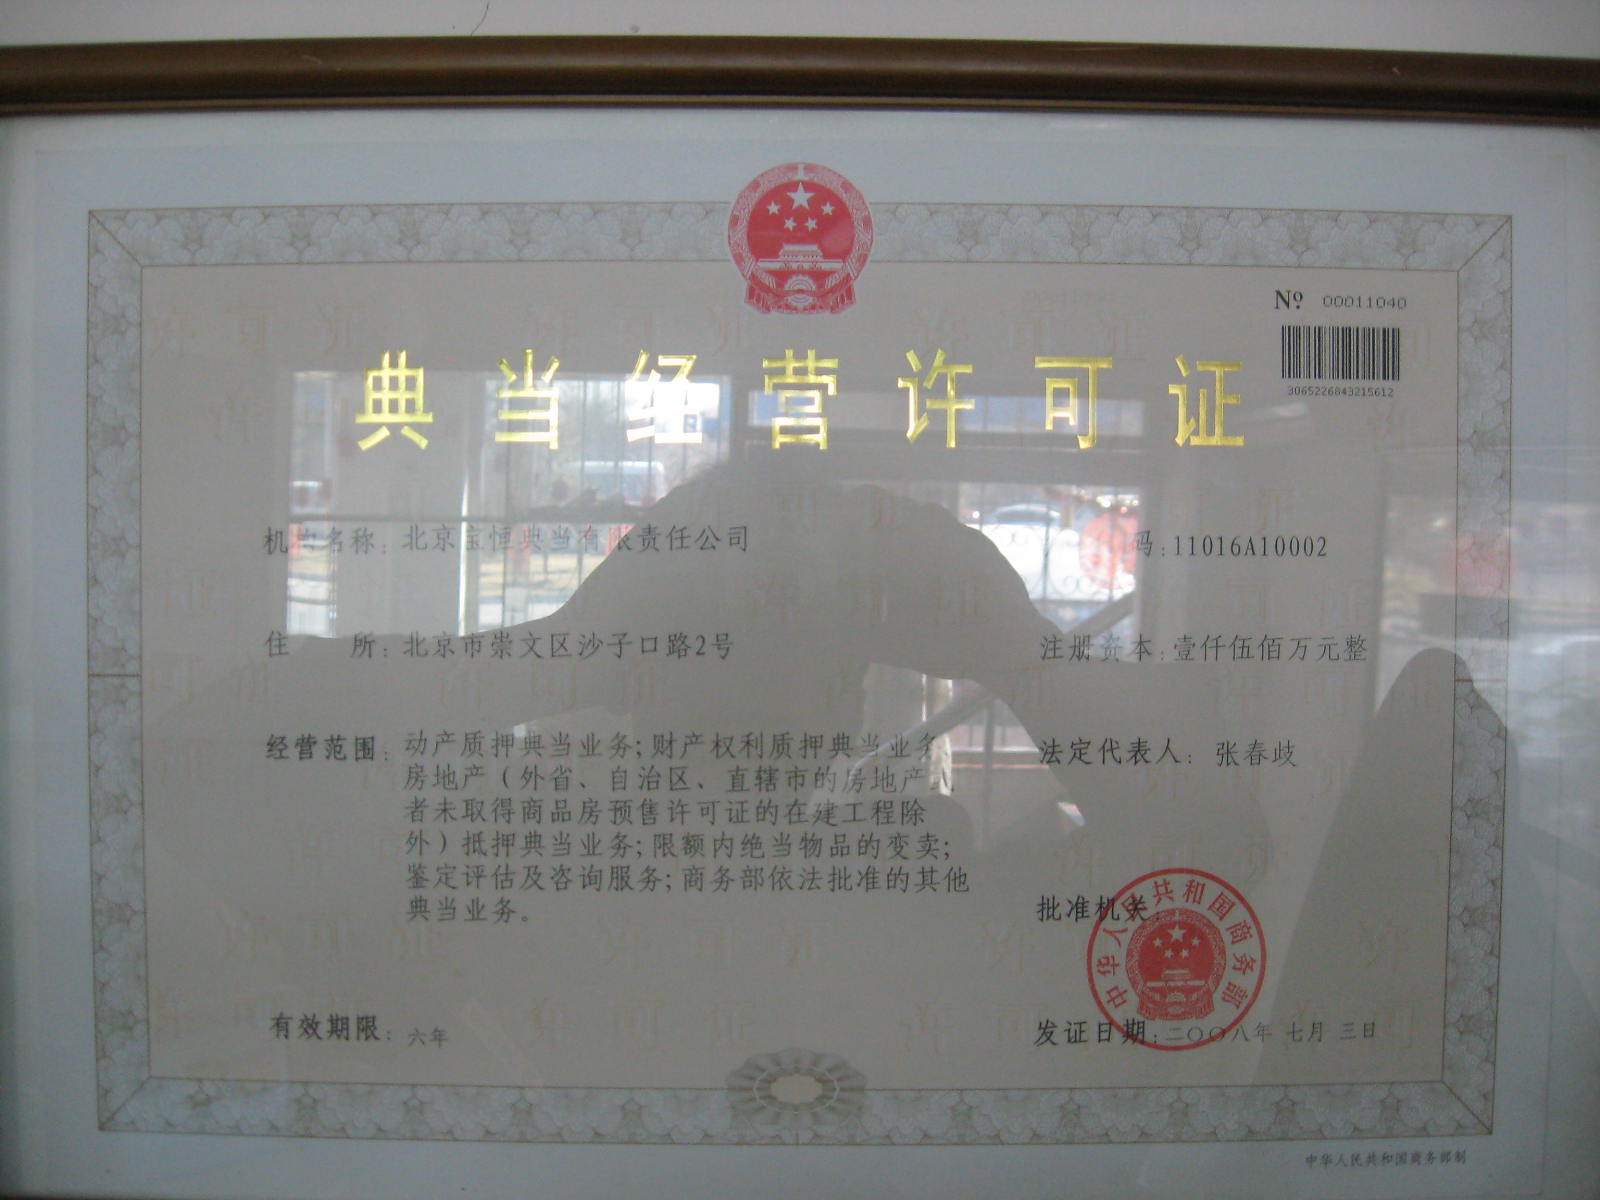 № 00011040
3065226843215612
典当经营许可证
机构名称：北京宝恒典当有限责任公司
码：11016A10002
住 所：北京市崇文区沙子口路2号
注册资本：壹仟伍佰万元整
经营范围：动产质押典当业务；财产权利质押典当业务
房地产（外省、自治区、直辖市的房地产
者未取得商品房预售许可证的在建工程除
外）抵押典当业务；限额内绝当物品的变卖；
鉴定评估及咨询服务；商务部依法批准的其他
典当业务。
法定代表人：张春歧
批准机关：
中华人民共和国商务部
有效期限：六年
发证日期：二〇〇八年 七月 三日
中华人民共和国商务部制